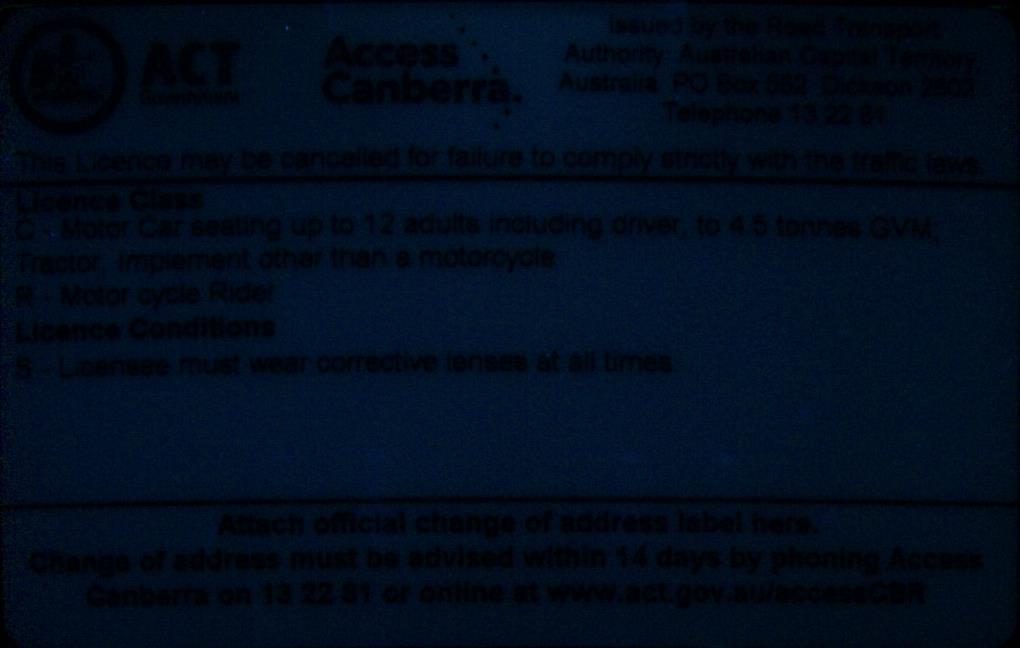 ACT
Government
Access
Canberra.
Issued by the Road Transport
Authority Australian Capital Territory
Australia PO Box 582 Dickson 2602
Telephone 13 22 81
This Licence may be cancelled for failure to comply strictly with the traffic laws.
Licence Class
C - Motor Car seating up to 12 adults including driver, to 4.5 tonnes GVM;
Tractor, Implement other than a motorcycle
R - Motor cycle Rider
Licence Conditions
S - Licensee must wear corrective lenses at all times
Attach official change of address label here.
Change of address must be advised within 14 days by phoning Access
Canberra on 13 22 81 or online at www.act.gov.au/accessCBR